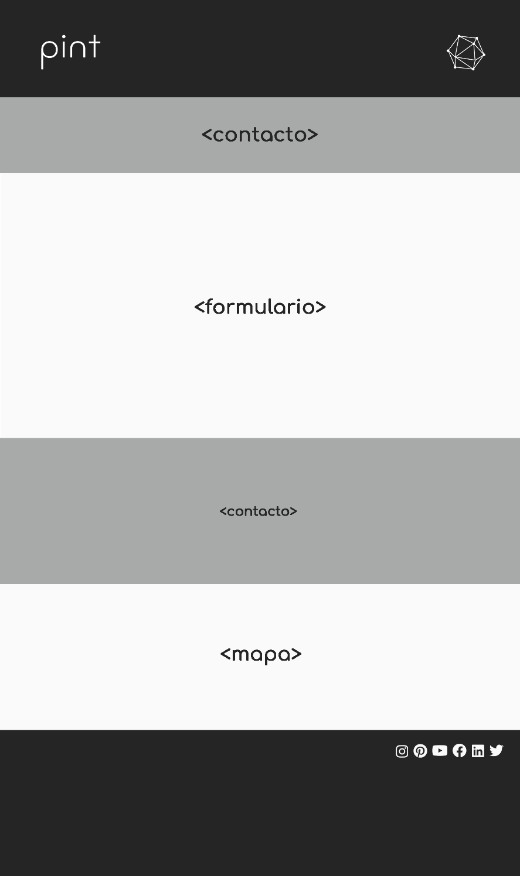 pint
<contacto>
<formulario>
<contacto>
<mapa>